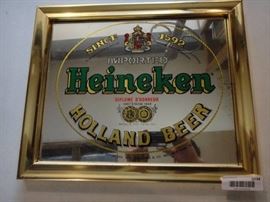 SINCE 1592
IMPORTED
Heineken
DIPLOME D'HONNEUR
HOLLAND BEER